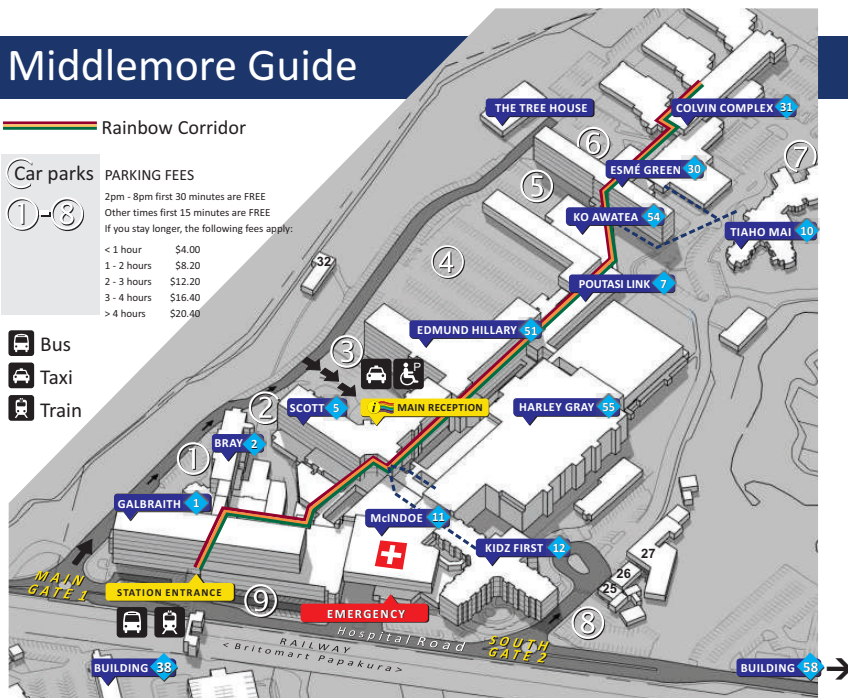 Middlemore Guide
Rainbow Corridor
Car parks
①-⑧
PARKING FEES
2pm - 8pm first 30 minutes are FREE
Other times first 15 minutes are FREE
If you stay longer, the following fees apply:
< 1 hour $4.00
1 - 2 hours $8.20
2 - 3 hours $12.20
3 - 4 hours $16.40
> 4 hours $20.40
Bus
Taxi
Train
THE TREE HOUSE
COLVIN COMPLEX 31
⑥
⑦
ESMÉ GREEN 30
⑤
KO AWATEA 54
TIAHO MAI 10
④
32
POUTASI LINK 7
EDMUND HILLARY 51
③
P
SCOTT 5
i MAIN RECEPTION
HARLEY GRAY 55
②
BRAY 2
①
GALBRAITH 1
McINDOE 11
KIDZ FIRST 12
27
26
25
MAIN
GATE 1
STATION ENTRANCE
⑨
EMERGENCY
⑧
Hospital Road
RAILWAY
< Britomart Papakura >
SOUTH
GATE 2
BUILDING 38
BUILDING 58